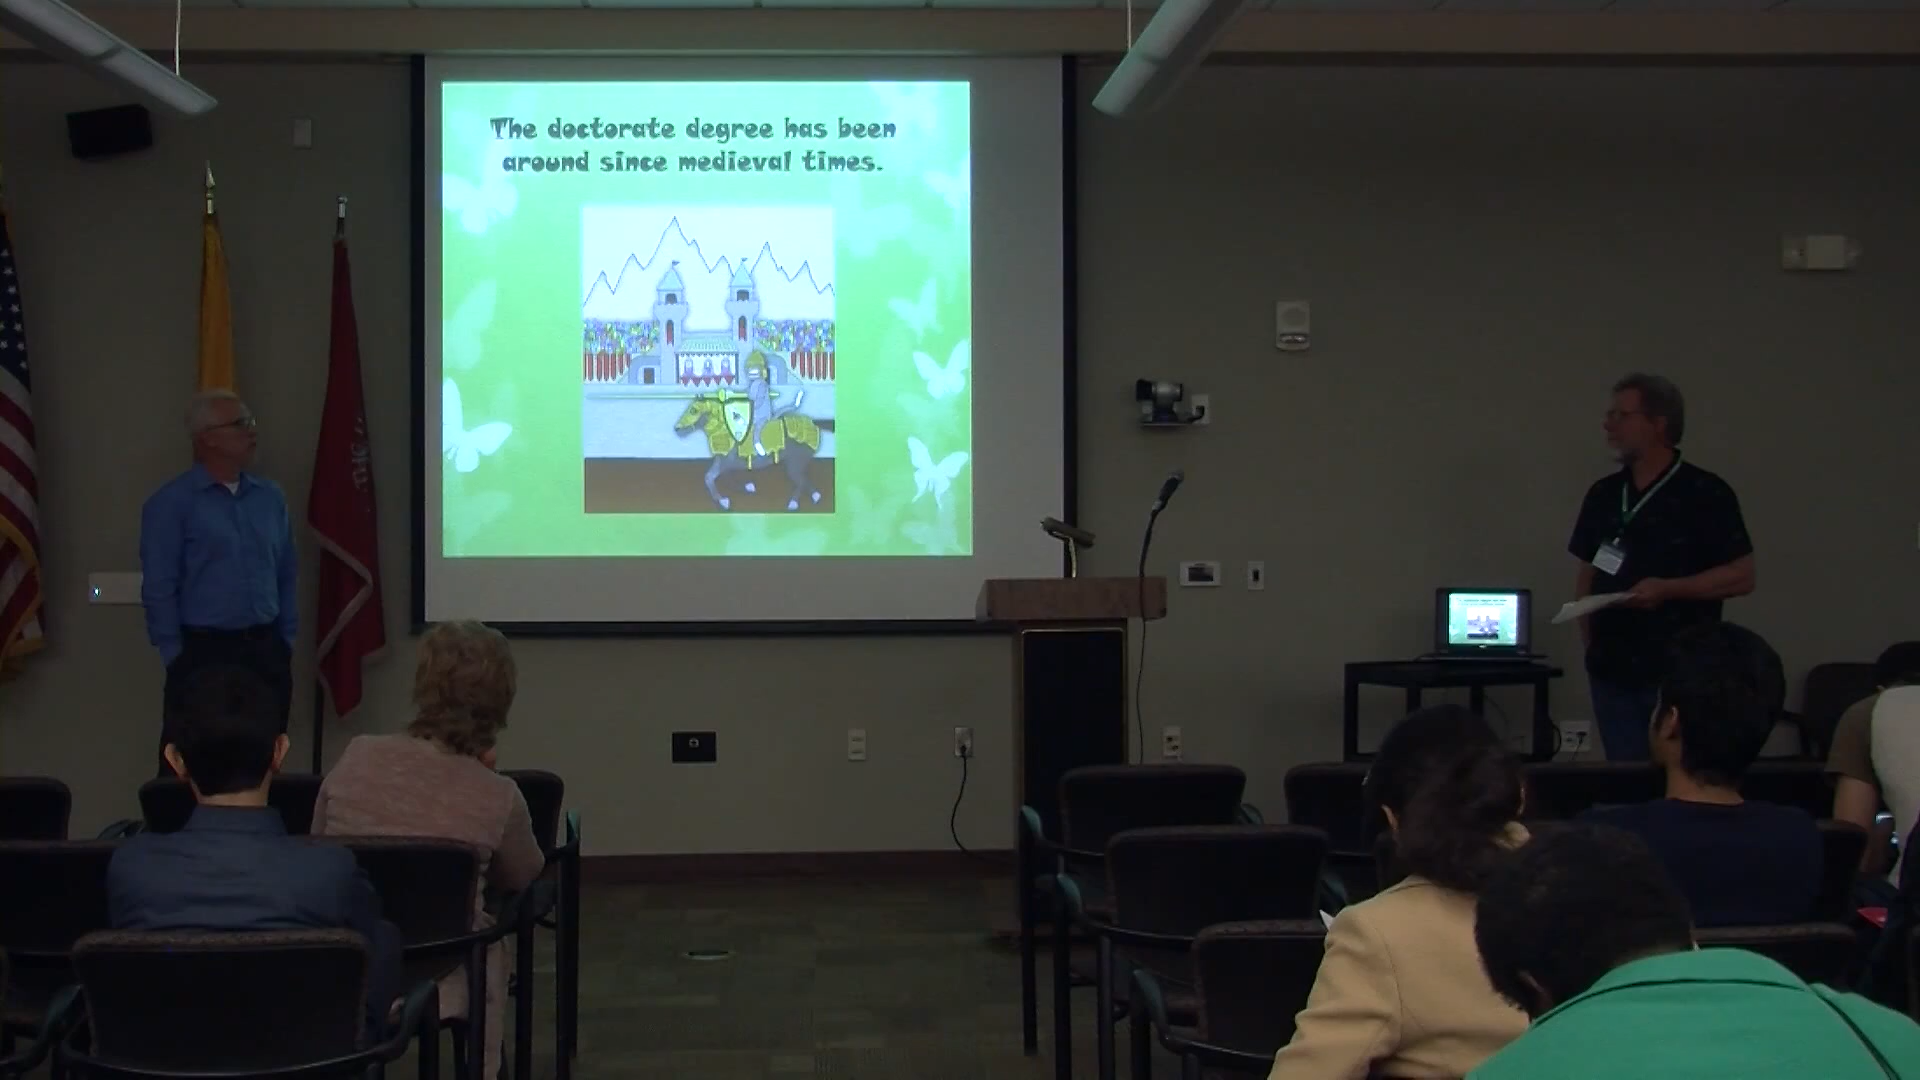 The doctorate degree has been
around since medieval times.